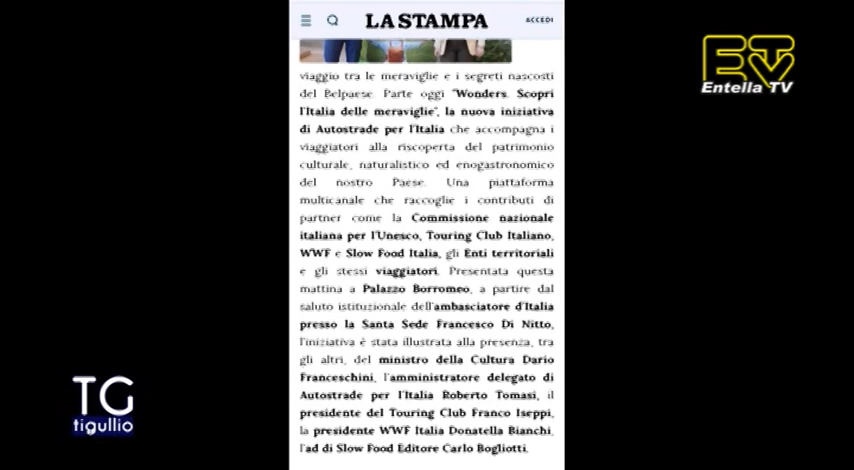 LA STAMPA
ACCEDI
viaggio tra le meraviglie e i segreti nascosti
del Belpaese. Parte oggi "Wonders. Scopri
l'Italia delle meraviglie", la nuova iniziativa
di Autostrade per l'Italia che accompagna i
viaggiatori alla riscoperta del patrimonio
culturale, naturalistico ed enogastronomico
del nostro Paese. Una piattaforma
multicanale che raccoglie i contributi di
partner come la Commissione nazionale
italiana per l'Unesco, Touring Club Italiano,
WWF e Slow Food Italia, gli Enti territoriali
e gli stessi viaggiatori. Presentata questa
mattina a Palazzo Borromeo, a partire dal
saluto istituzionale dell'ambasciatore d'Italia
presso la Santa Sede Francesco Di Nitto,
l'iniziativa è stata illustrata alla presenza, tra
gli altri, del ministro della Cultura Dario
Franceschini, l'amministratore delegato di
Autostrade per l'Italia Roberto Tomasi, il
presidente del Touring Club Franco Iseppi,
la presidente WWF Italia Donatella Bianchi,
l'ad di Slow Food Editore Carlo Bogliotti.
ETV
Entella TV
TG
tigullio